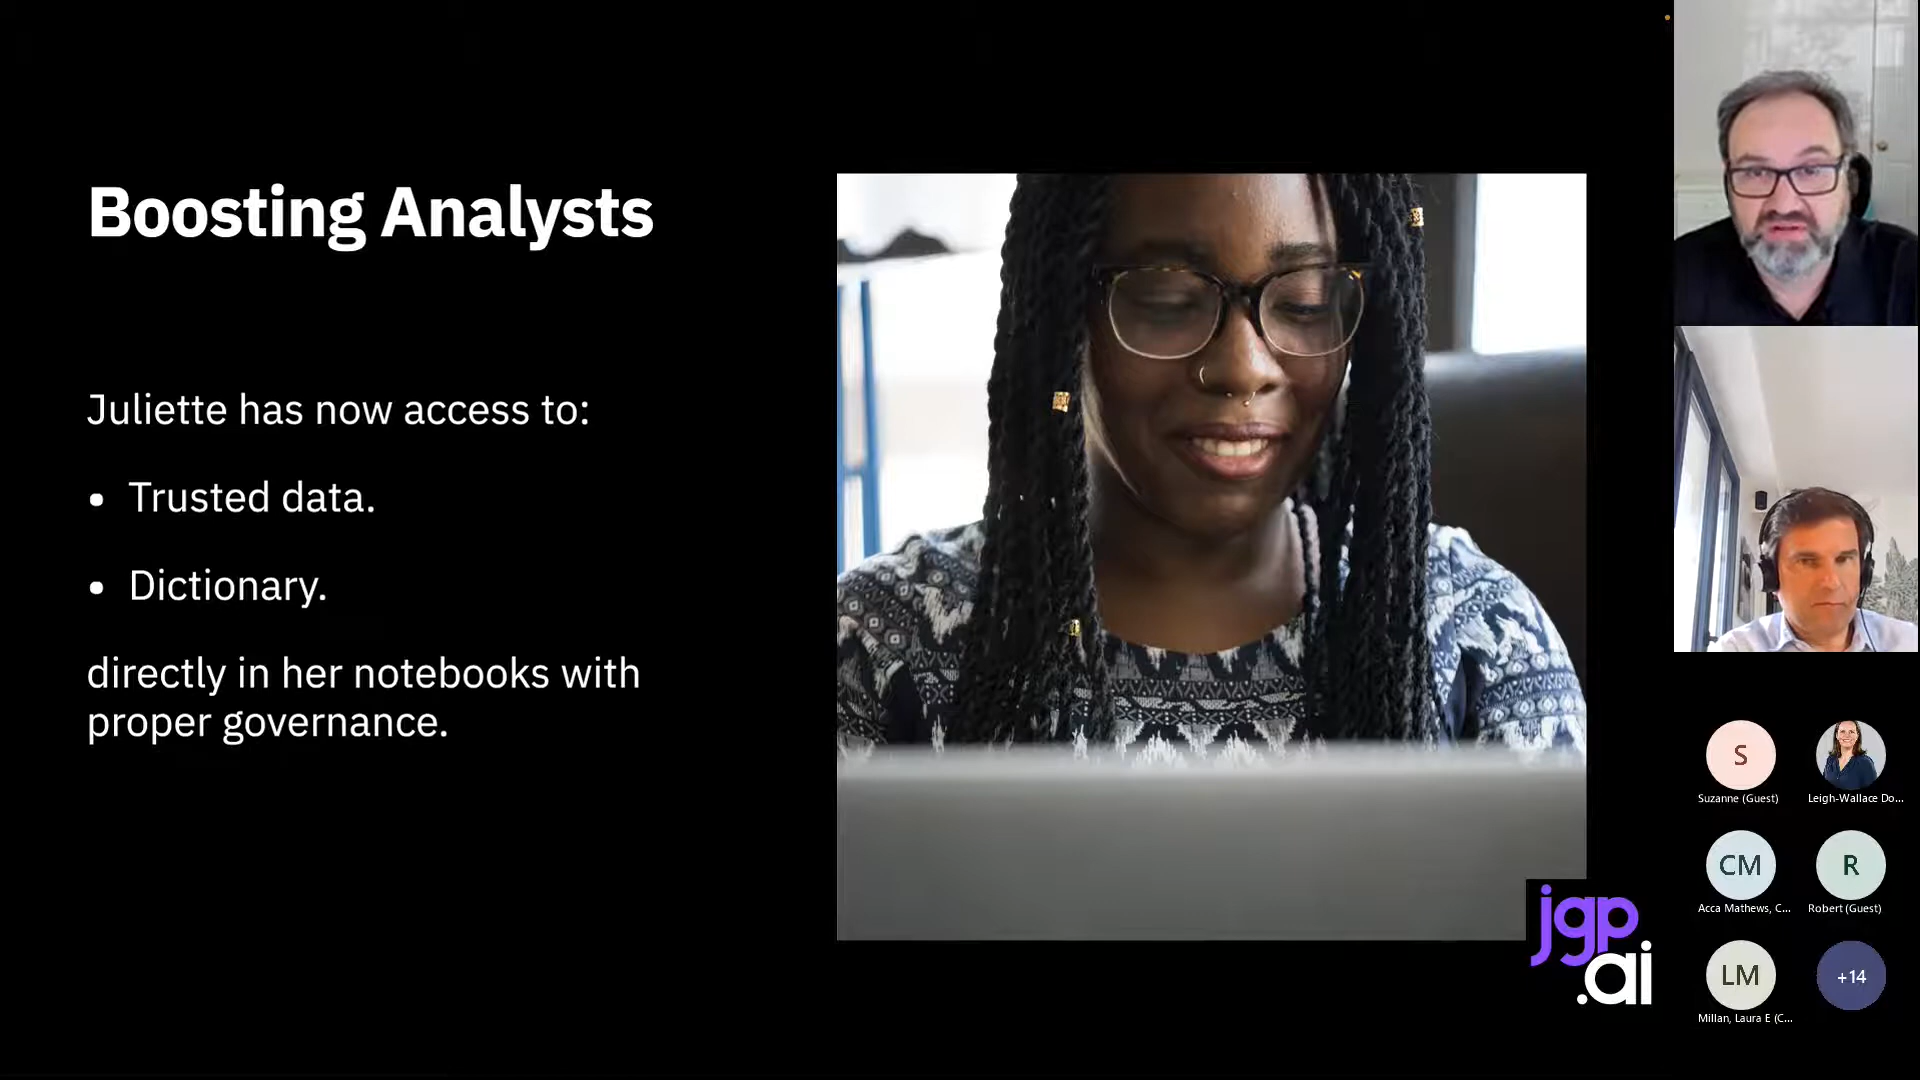 Boosting Analysts
Juliette has now access to:
• Trusted data.
• Dictionary.
directly in her notebooks with
proper governance.
jgp
.ai
S
Suzanne (Guest)
Leigh-Wallace Do...
CM
Acca Mathews, C...
R
Robert (Guest)
LM
Millan, Laura E (C...
+14